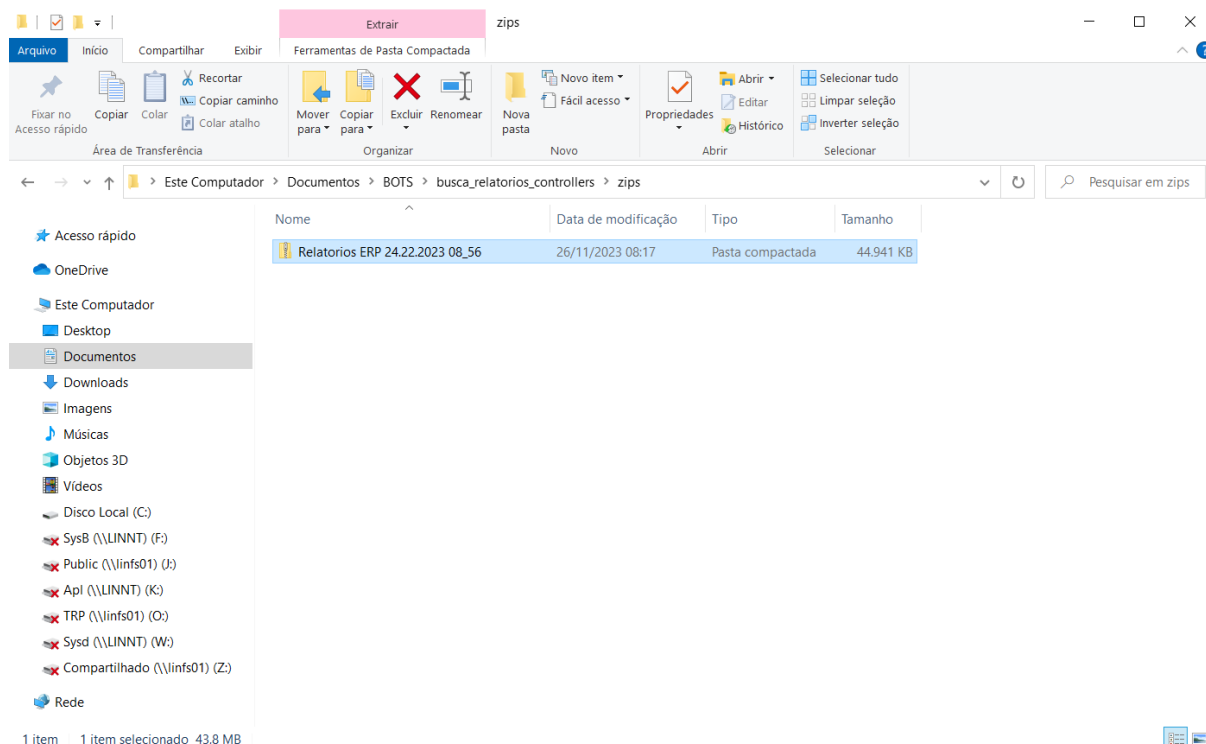 Extrair
zips
Arquivo
Início
Compartilhar
Exibir
Ferramentas de Pasta Compactada
Fixar no
Acesso rápido
Copiar
Colar
Recortar
Copiar caminho
Colar atalho
Área de Transferência
Mover
para
Copiar
para
Excluir
Renomear
Organizar
Nova
pasta
Novo item
Fácil acesso
Novo
Propriedades
Abrir
Editar
Histórico
Abrir
Selecionar tudo
Limpar seleção
Inverter seleção
Selecionar
Este Computador > Documentos > BOTS > busca_relatorios_controllers > zips
Pesquisar em zips
Nome
Data de modificação
Tipo
Tamanho
Relatorios ERP 24.22.2023 08_56
26/11/2023 08:17
Pasta compactada
44.941 KB
Acesso rápido
OneDrive
Este Computador
Desktop
Documentos
Downloads
Imagens
Músicas
Objetos 3D
Vídeos
Disco Local (C:)
SysB (\\LINNT) (F:)
Public (\\linfs01) (J:)
Apl (\\LINNT) (K:)
TRP (\\linfs01) (O:)
Sysd (\\LINNT) (W:)
Compartilhado (\\linfs01) (Z:)
Rede
1 item
1 item selecionado 43,8 MB